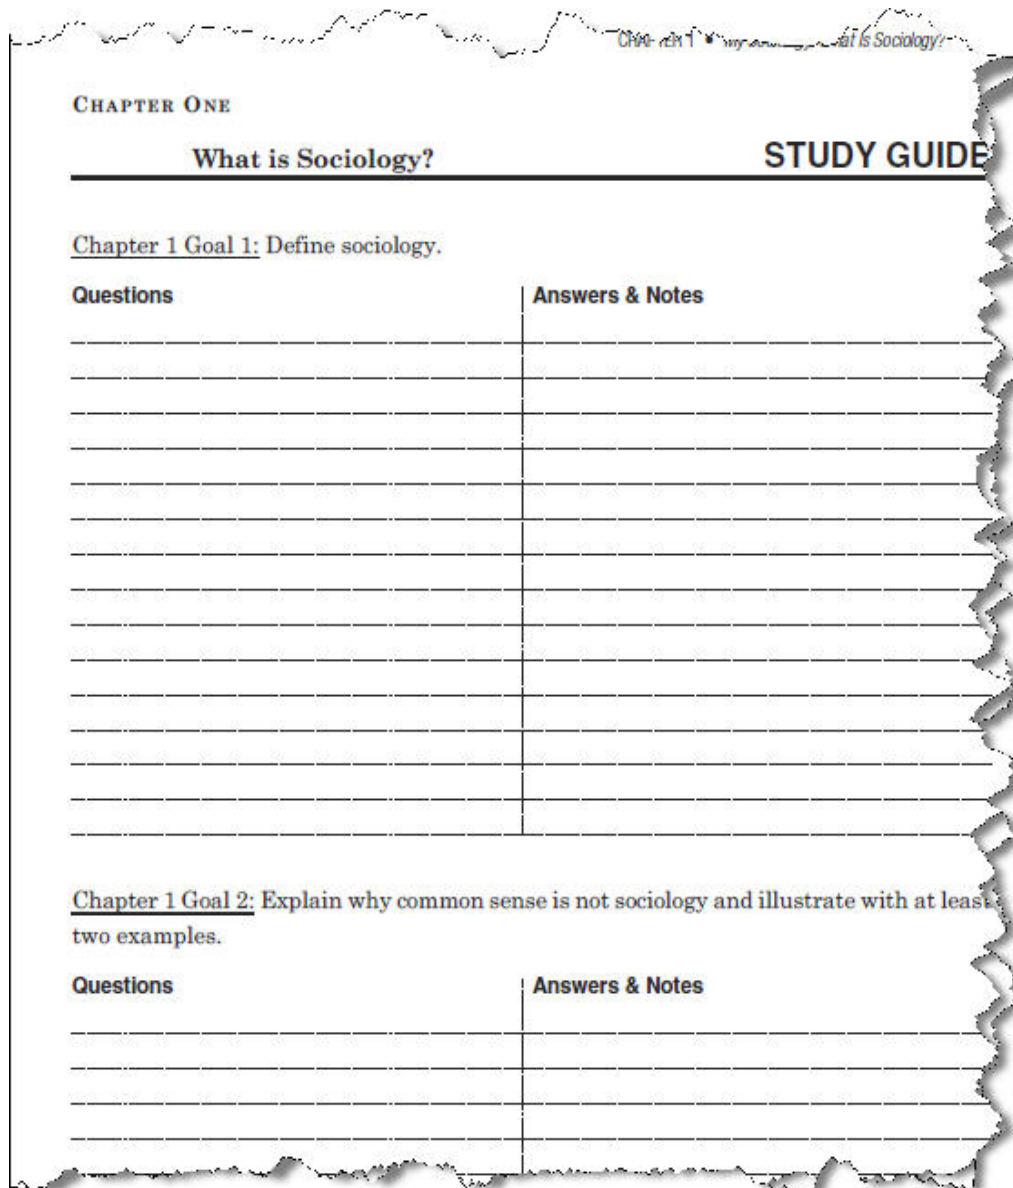 at Is Sociology?
CHAPTER ONE
What is Sociology?
STUDY GUIDE
Chapter 1 Goal 1: Define sociology.
Questions
Answers & Notes
Chapter 1 Goal 2: Explain why common sense is not sociology and illustrate with at least
two examples.
Questions
Answers & Notes